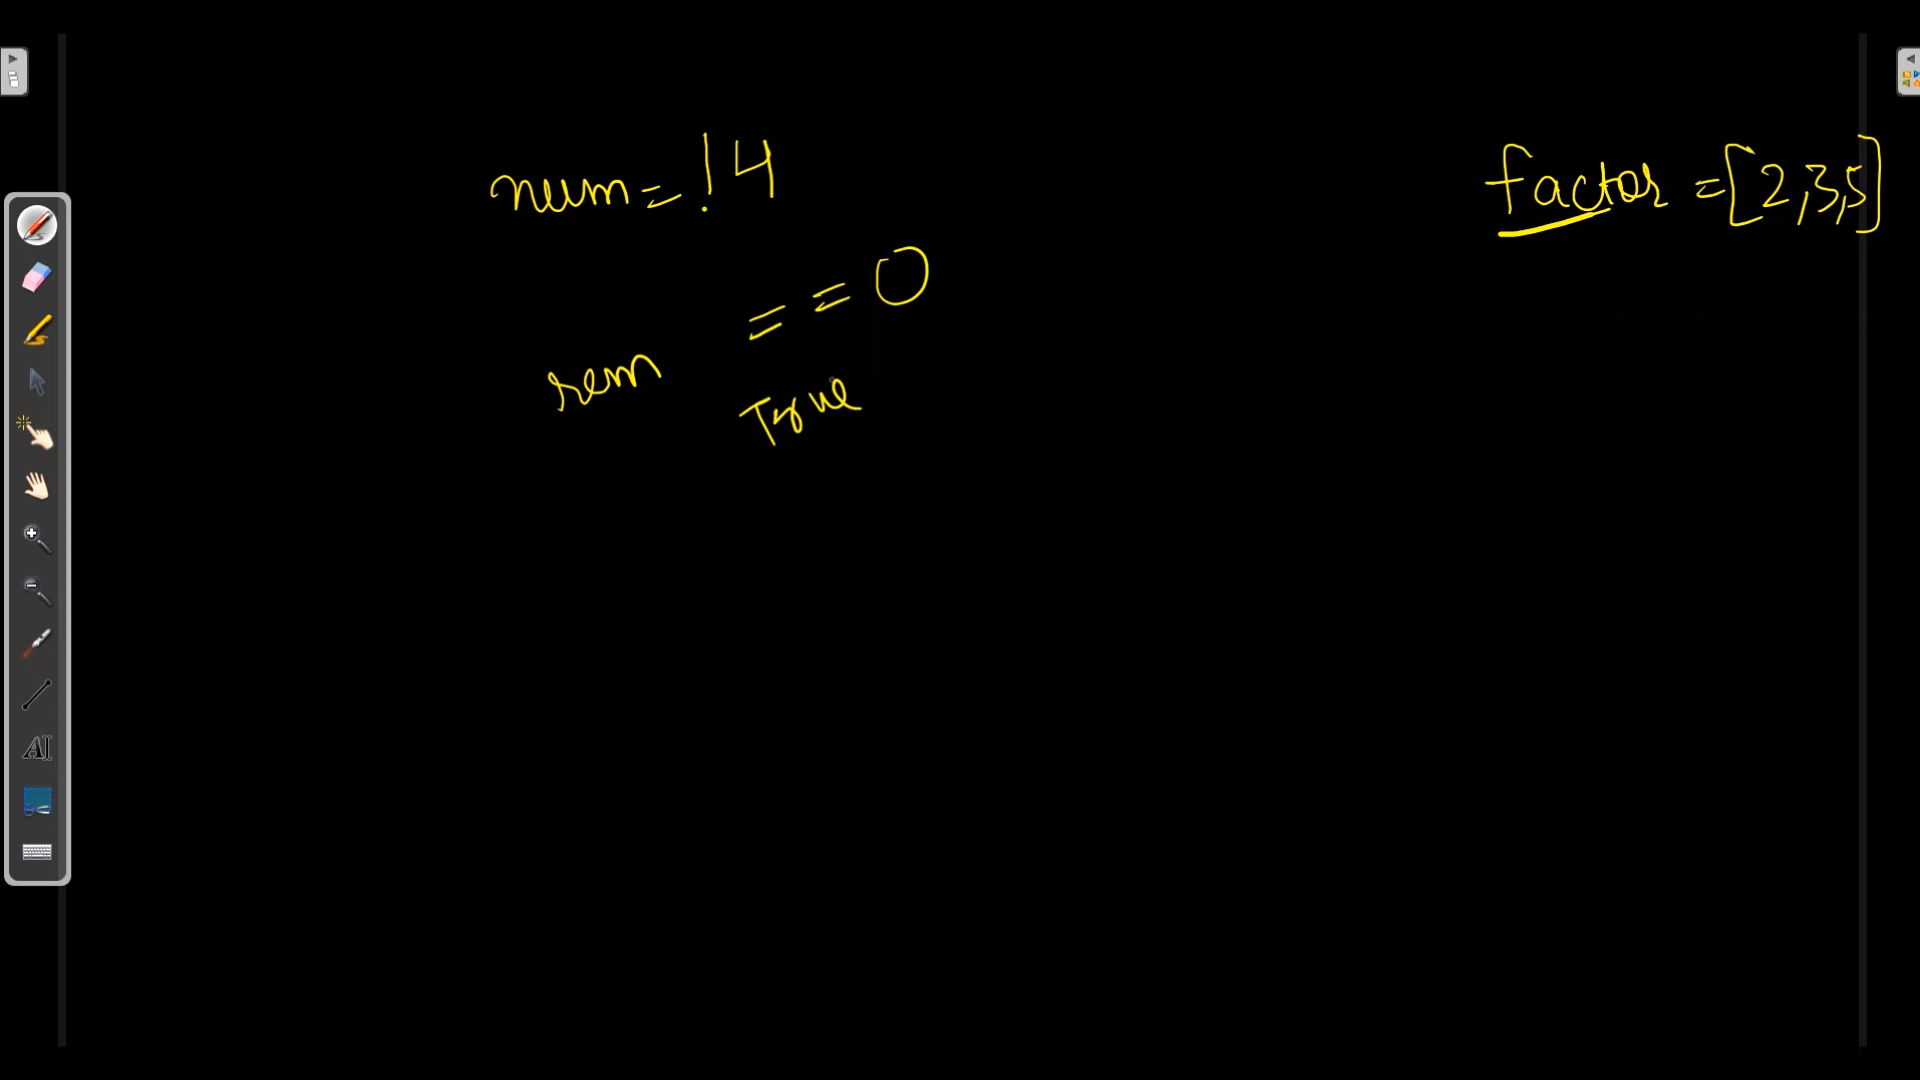 num = 14
factor = [2,3,5]
= = 0
rem
True